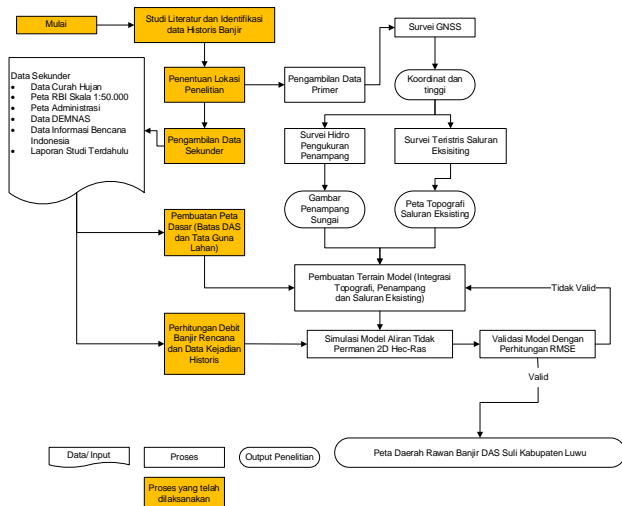 Mulai
Studi Literatur dan Identifikasi
data Historis Banjir
Survei GNSS
Data Sekunder
• Data Curah Hujan
• Peta RBI Skala 1:50.000
• Peta Administrasi
• Data DEMNAS
• Data Informasi Bencana
Indonesia
• Laporan Studi Terdahulu
Penentuan Lokasi
Penelitian
Pengambilan Data
Primer
Koordinat dan
tinggi
Pengambilan Data
Sekunder
Survei Hidro
Pengukuran
Penampang
Survei Teristris Saluran
Eksisiting
Gambar
Penampang
Sungai
Peta Topografi
Saluran Eksisting
Pembuatan Peta
Dasar (Batas DAS
dan Tata Guna
Lahan)
Pembuatan Terrain Model (Integrasi
Topografi, Penampang
dan Saluran Eksisting)
Tidak Valid
Perhitungan Debit
Banjir Rencana
dan Data Kejadian
Historis
Simulasi Model Aliran Tidak
Permanen 2D Hec-Ras
Validasi Model Dengan
Perhitungan RMSE
Valid
Peta Daerah Rawan Banjir DAS Suli Kabupaten Luwu
Data/ Input
Proses
Output Penelitian
Proses yang telah
dilaksanakan